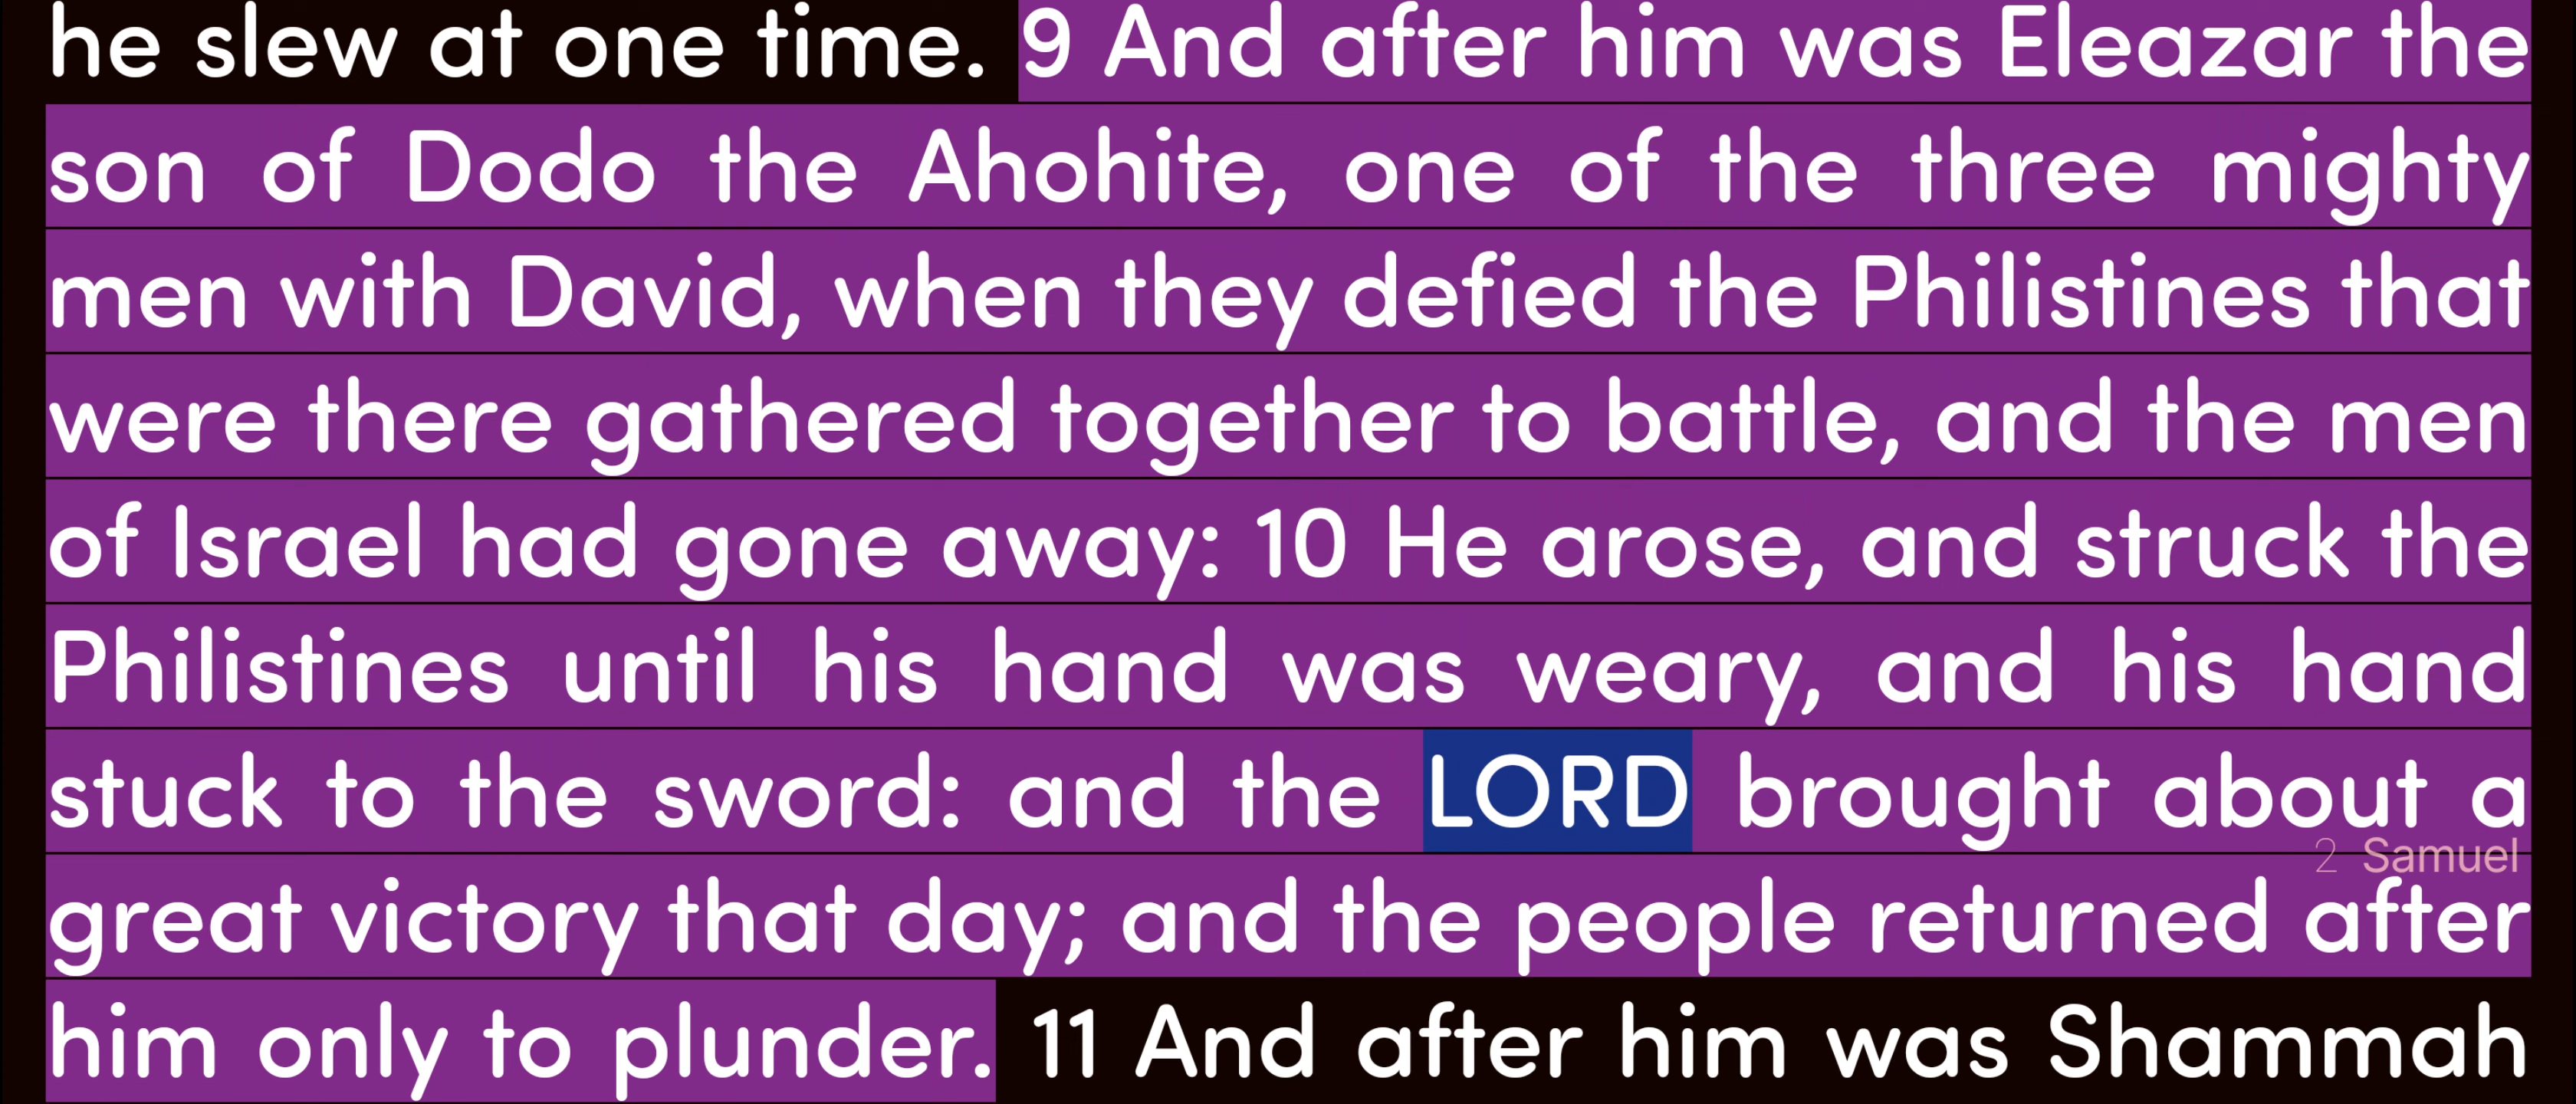 he slew at one time. 9 And after him was Eleazar the
son of Dodo the Ahohite, one of the three mighty
men with David, when they defied the Philistines that
were there gathered together to battle, and the men
of Israel had gone away: 10 He arose, and struck the
Philistines until his hand was weary, and his hand
stuck to the sword: and the LORD brought about a
2 Samuel
great victory that day; and the people returned after
him only to plunder. 11 And after him was Shammah